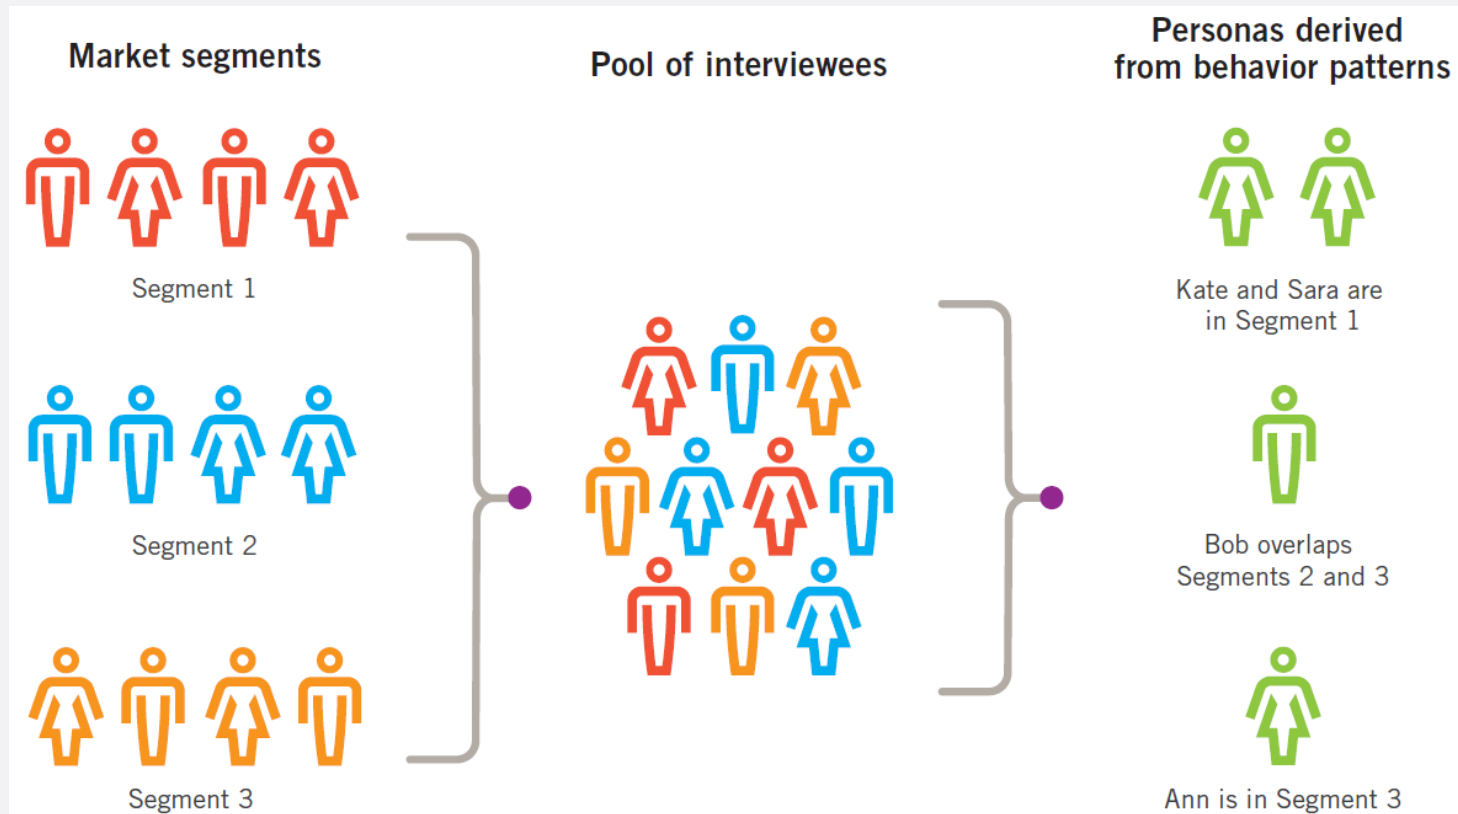 Market segments
Segment 1
Segment 2
Segment 3
Pool of interviewees
Personas derived
from behavior patterns
Kate and Sara are
in Segment 1
Bob overlaps
Segments 2 and 3
Ann is in Segment 3